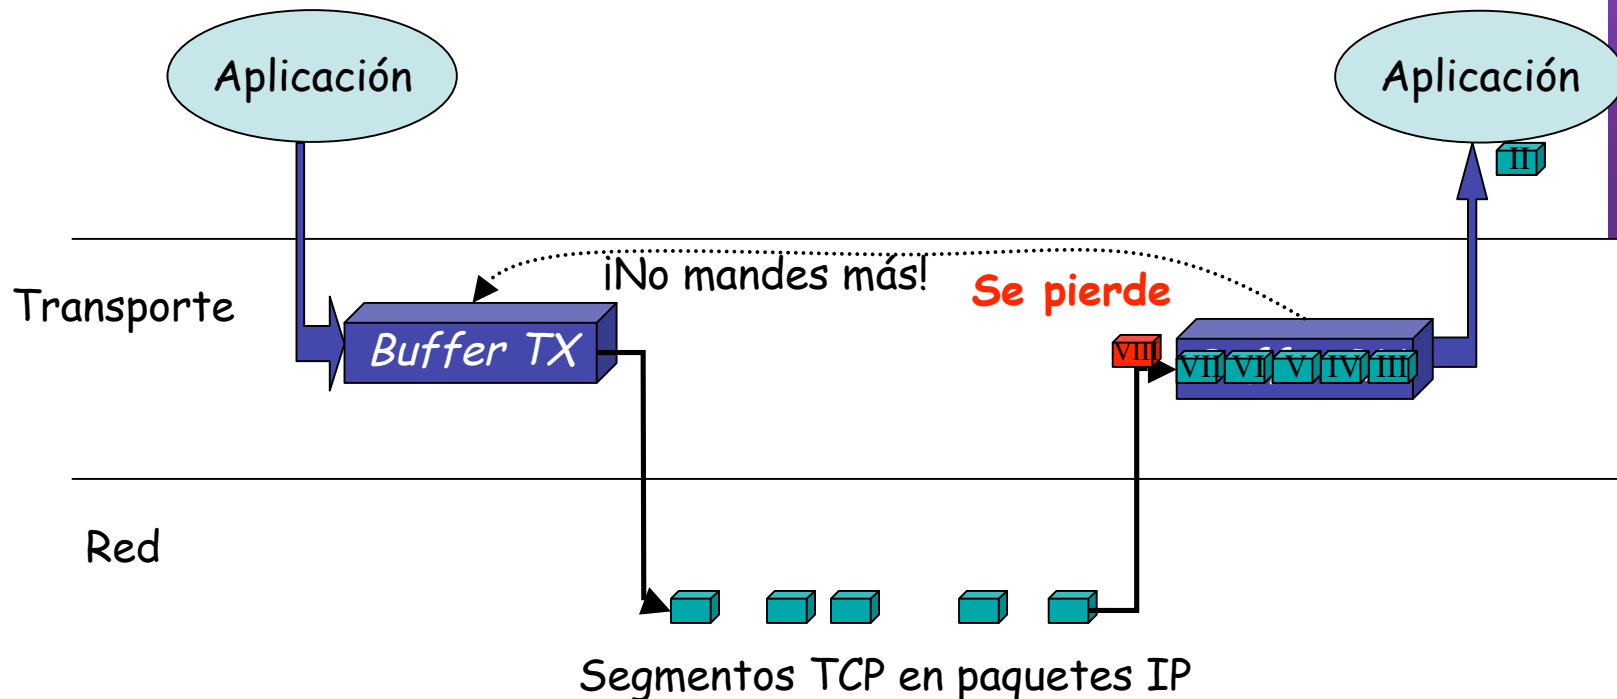 Aplicación
Aplicación
II
¡No mandes más!
Se pierde
Transporte
Buffer TX
VIII
VII VI V IV III
Red
Segmentos TCP en paquetes IP